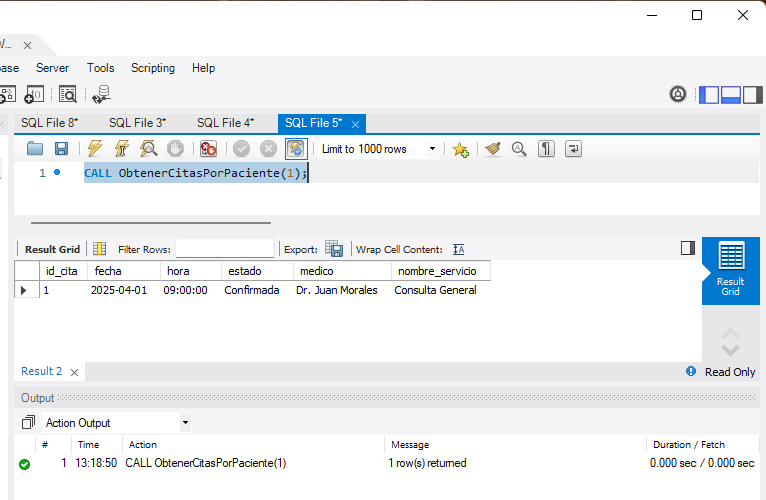 W...
base Server Tools Scripting Help
SQL File 8* SQL File 3* SQL File 4* SQL File 5*
Limit to 1000 rows
1 CALL ObtenerCitasPorPaciente(1);
Result Grid Filter Rows: Export: Wrap Cell Content:
id_cita fecha hora estado medico nombre_servicio
1 2025-04-01 09:00:00 Confirmada Dr. Juan Morales Consulta General
Result
Grid
Result 2 Read Only
Output
Action Output
# Time Action Message Duration / Fetch
1 13:18:50 CALL ObtenerCitasPorPaciente(1) 1 row(s) returned 0.000 sec / 0.000 sec